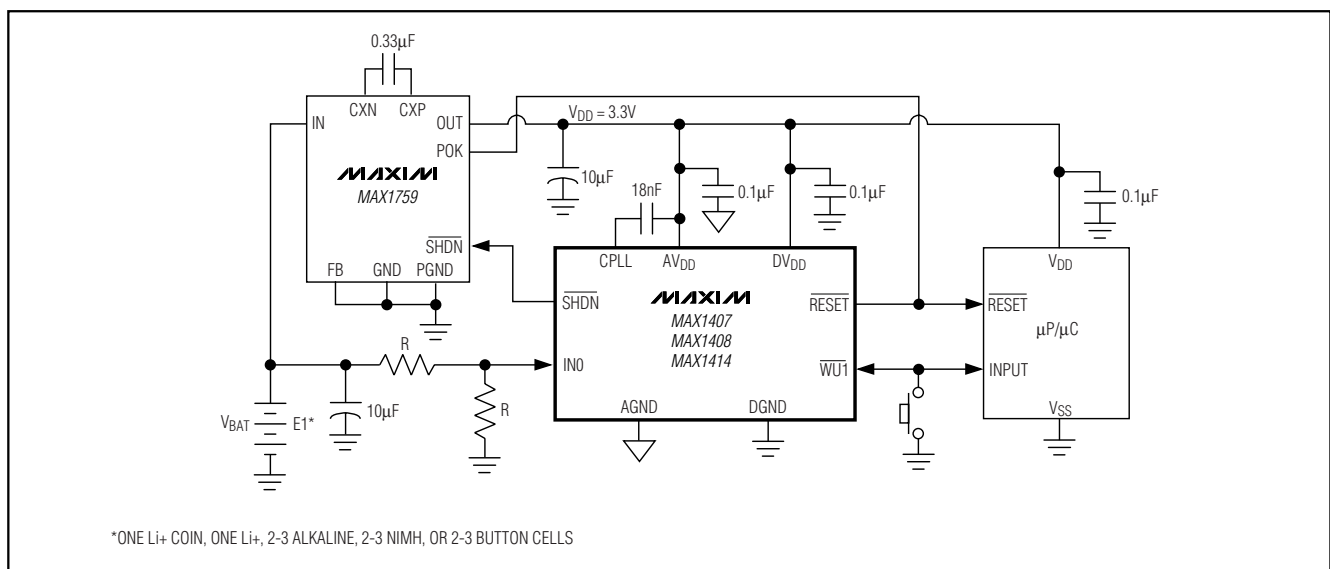 0.33µF
CXN CXP
IN OUT
V_DD = 3.3V
POK
MAXIM
MAX1759
10µF
18nF
0.1µF
0.1µF
0.1µF
SHDN
FB GND PGND
CPLL AV_DD DV_DD
V_DD
SHDN
MAXIM
RESET
RESET
MAX1407
MAX1408
MAX1414
µP/µC
R
IN0
WU1
INPUT
10µF
R
AGND DGND
V_SS
V_BAT E1*
*ONE Li+ COIN, ONE Li+, 2-3 ALKALINE, 2-3 NIMH, OR 2-3 BUTTON CELLS